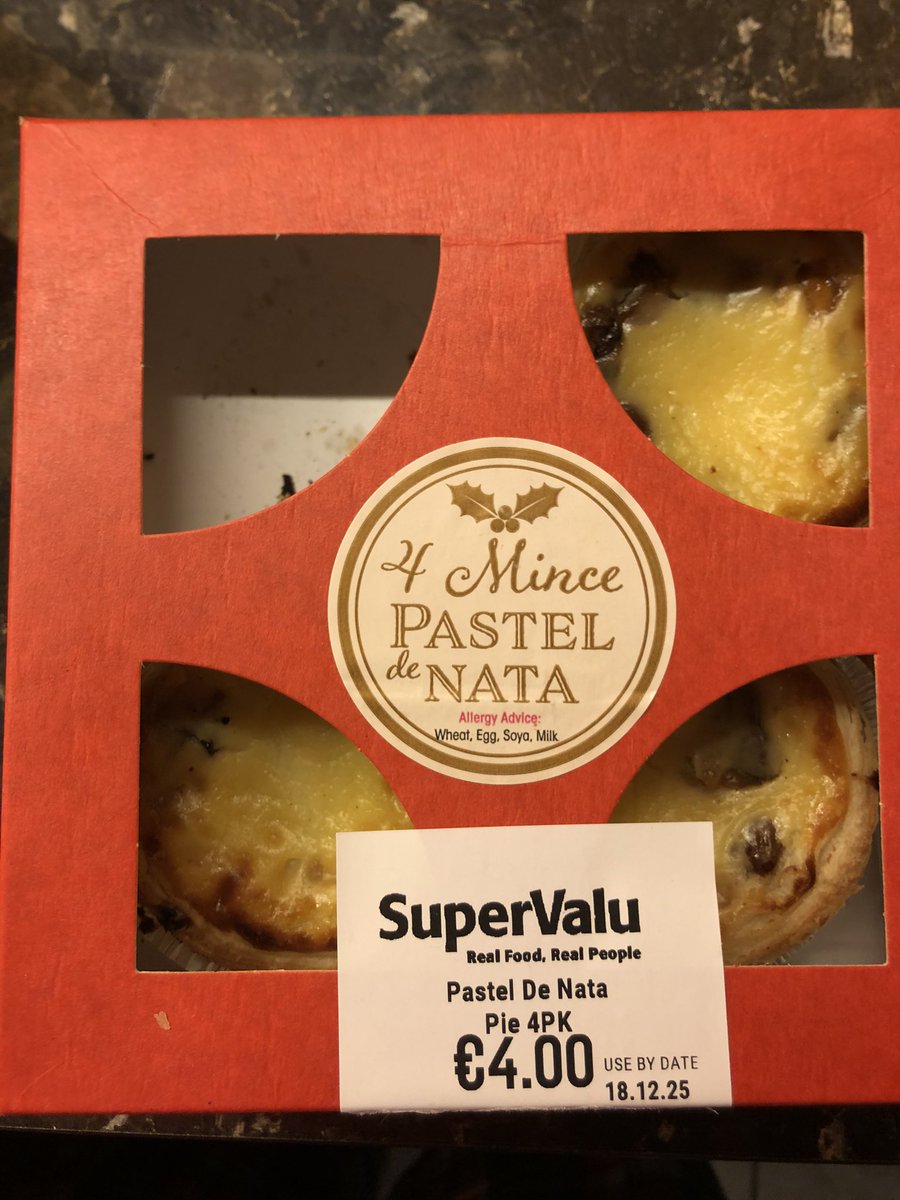 4 Mince
PASTEL
de NATA
Allergy Advice:
Wheat, Egg, Soya, Milk
SuperValu
Real Food, Real People
Pastel De Nata
Pie 4PK
€4.00
USE BY DATE
18.12.25